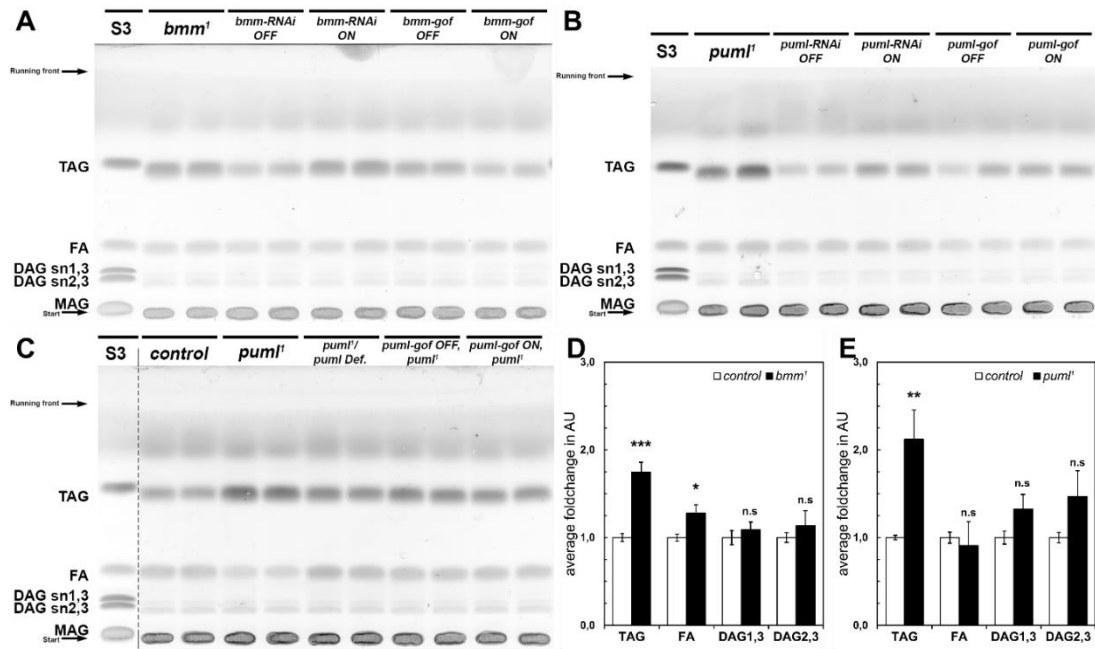 A
S3
bmm¹
bmm-RNAi
OFF
bmm-RNAi
ON
bmm-gof
OFF
bmm-gof
ON
Running front
TAG
FA
DAG sn1,3
DAG sn2,3
MAG
Start
B
S3
puml¹
puml-RNAi
OFF
puml-RNAi
ON
puml-gof
OFF
puml-gof
ON
Running front
TAG
FA
DAG sn1,3
DAG sn2,3
MAG
Start
C
S3
control
puml¹
puml¹/
puml Def.
puml-gof OFF,
puml¹
puml-gof ON,
puml¹
Running front
TAG
FA
DAG sn1,3
DAG sn2,3
MAG
Start
D
average foldchange in AU
3,0
2,0
1,0
0,0
control bmm¹
***
*
n.s
n.s
TAG FA DAG1,3 DAG2,3
E
average foldchange in AU
3,0
2,0
1,0
0,0
control puml¹
**
n.s
n.s
n.s
TAG FA DAG1,3 DAG2,3